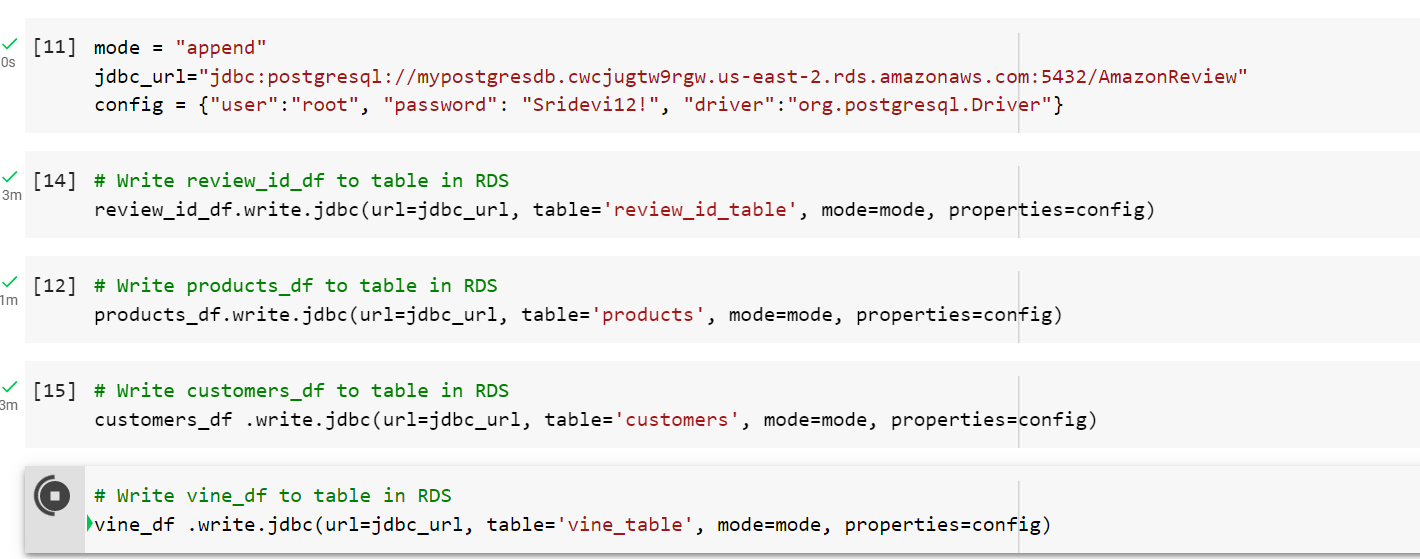 [11] mode = "append"
0s
jdbc_url="jdbc:postgresql://mypostgresdb.cwcjugtw9rgw.us-east-2.rds.amazonaws.com:5432/AmazonReview"
config = {"user":"root", "password": "Sridevi12!", "driver":"org.postgresql.Driver"}
[14] # Write review_id_df to table in RDS
3m
review_id_df.write.jdbc(url=jdbc_url, table='review_id_table', mode=mode, properties=config)
[12] # Write products_df to table in RDS
1m
products_df.write.jdbc(url=jdbc_url, table='products', mode=mode, properties=config)
[15] # Write customers_df to table in RDS
3m
customers_df .write.jdbc(url=jdbc_url, table='customers', mode=mode, properties=config)
# Write vine_df to table in RDS
vine_df .write.jdbc(url=jdbc_url, table='vine_table', mode=mode, properties=config)